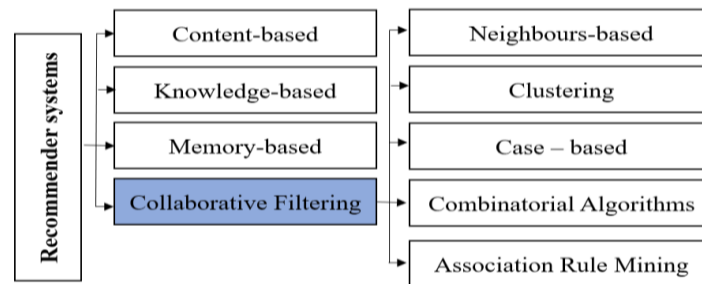 Recommender systems
Content-based
Knowledge-based
Memory-based
Collaborative Filtering
Neighbours-based
Clustering
Case – based
Combinatorial Algorithms
Association Rule Mining